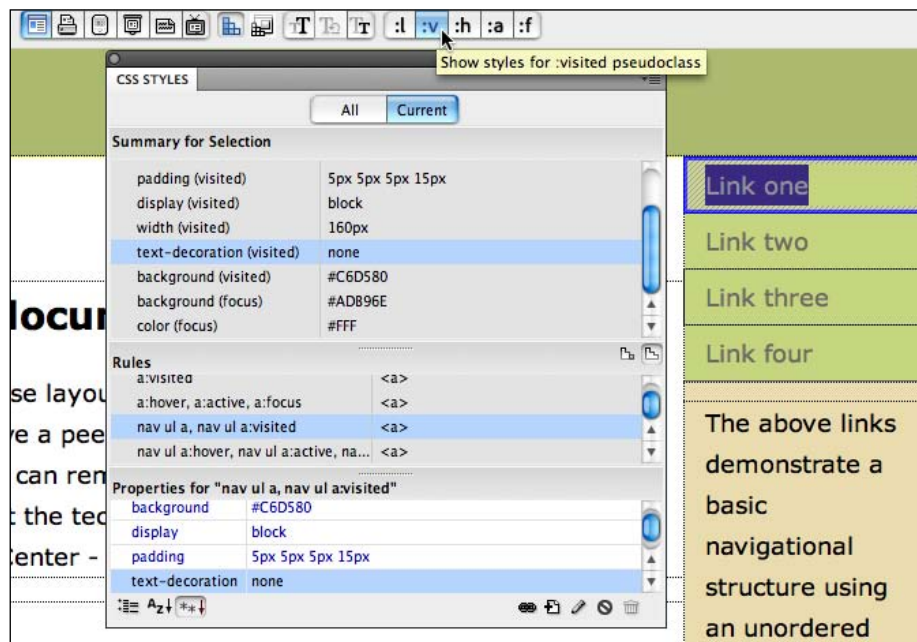 :l :v :h :a :f
Show styles for :visited pseudoclass
CSS STYLES
All Current
Summary for Selection
padding (visited) 5px 5px 5px 15px
display (visited) block
width (visited) 160px
text-decoration (visited) none
background (visited) #C6D580
background (focus) #ADB96E
color (focus) #FFF
Rules
a:visited <a>
a:hover, a:active, a:focus <a>
nav ul a, nav ul a:visited <a>
nav ul a:hover, nav ul a:active, na... <a>
Properties for "nav ul a, nav ul a:visited"
background #C6D580
display block
padding 5px 5px 5px 15px
text-decoration none
Link one
Link two
Link three
Link four
The above links
demonstrate a
basic
navigational
structure using
an unordered
locur
se layou
ve a pee
can rem
t the tec
Center -